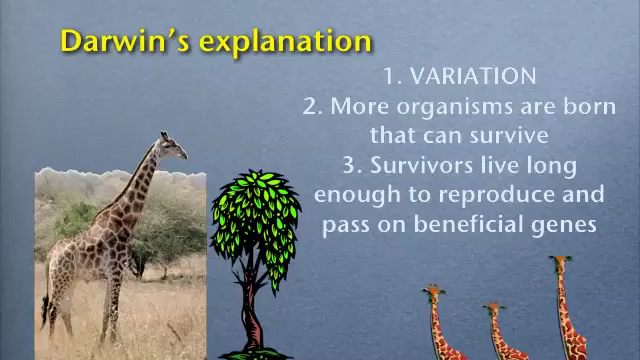 Darwin’s explanation
1. VARIATION
2. More organisms are born
that can survive
3. Survivors live long
enough to reproduce and
pass on beneficial genes